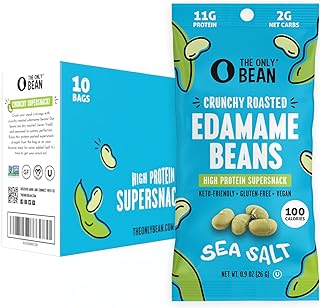 11G
PROTEIN
2G
NET CARBS
THE ONLY®
BEAN
CRUNCHY ROASTED
EDAMAME
BEANS
HIGH PROTEIN SUPERSNACK
KETO-FRIENDLY • GLUTEN-FREE • VEGAN
100
CALORIES
SEA SALT
NET WT. 0.9 OZ (26 G)
THE ONLY®
BEAN
CRUNCHY SUPERSNACK!
10
BAGS
HIGH PROTEIN
SUPERSNACK
THEONLYBEAN.COM